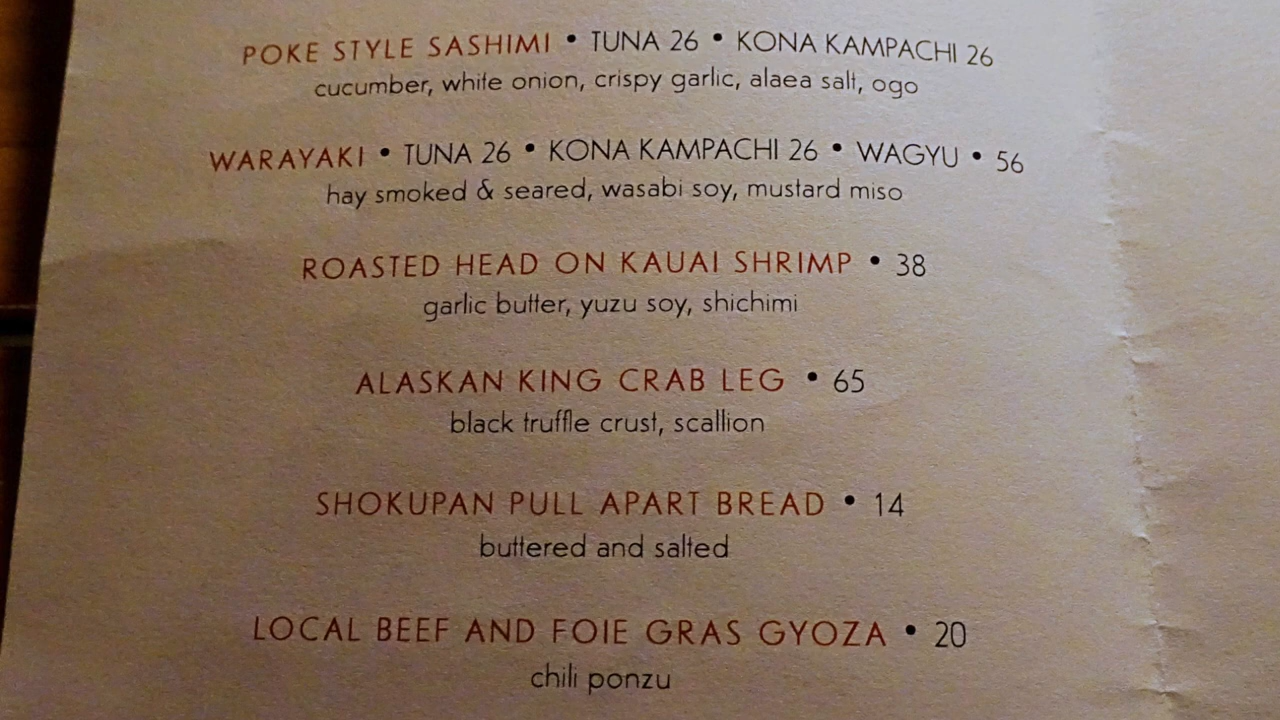 POKE STYLE SASHIMI • TUNA 26 • KONA KAMPACHI 26
cucumber, white onion, crispy garlic, alaea salt, ogo
WARAYAKI • TUNA 26 • KONA KAMPACHI 26 • WAGYU • 56
hay smoked & seared, wasabi soy, mustard miso
ROASTED HEAD ON KAUAI SHRIMP • 38
garlic butter, yuzu soy, shichimi
ALASKAN KING CRAB LEG • 65
black truffle crust, scallion
SHOKUPAN PULL APART BREAD • 14
buttered and salted
LOCAL BEEF AND FOIE GRAS GYOZA • 20
chili ponzu